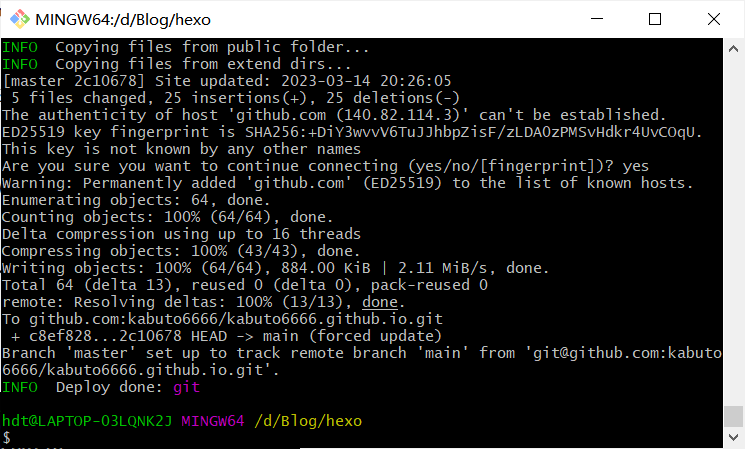 MINGW64:/d/Blog/hexo
INFO  Copying files from public folder...
INFO  Copying files from extend dirs...
[master 2c10678] Site updated: 2023-03-14 20:26:05
 5 files changed, 25 insertions(+), 25 deletions(-)
The authenticity of host 'github.com (140.82.114.3)' can't be established.
ED25519 key fingerprint is SHA256:+DiY3wvvV6TuJJhbpZisF/zLDA0zPMSvHdkr4UvCOqU.
This key is not known by any other names
Are you sure you want to continue connecting (yes/no/[fingerprint])? yes
Warning: Permanently added 'github.com' (ED25519) to the list of known hosts.
Enumerating objects: 64, done.
Counting objects: 100% (64/64), done.
Delta compression using up to 16 threads
Compressing objects: 100% (43/43), done.
Writing objects: 100% (64/64), 884.00 KiB | 2.11 MiB/s, done.
Total 64 (delta 13), reused 0 (delta 0), pack-reused 0
remote: Resolving deltas: 100% (13/13), done.
To github.com:kabuto6666/kabuto6666.github.io.git
 + c8ef828...2c10678 HEAD -> main (forced update)
Branch 'master' set up to track remote branch 'main' from 'git@github.com:kabuto
6666/kabuto6666.github.io.git'.
INFO  Deploy done: git
hdt@LAPTOP-O3LQNK2J MINGW64 /d/Blog/hexo
$